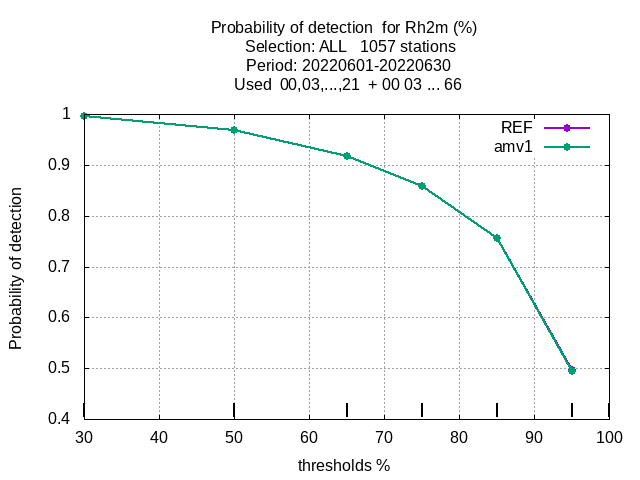 Probability of detection  for Rh2m (%)
Selection: ALL   1057 stations
Period: 20220601-20220630
Used  00,03,...,21  + 00 03 ... 66
REF
amv1
1
0.9
0.8
0.7
0.6
0.5
0.4
Probability of detection
30 40 50 60 70 80 90 100
thresholds %